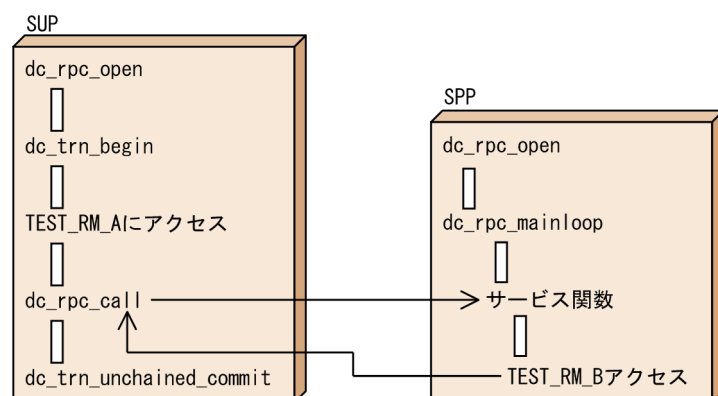 SUP
dc_rpc_open
dc_trn_begin
TEST_RM_Aにアクセス
dc_rpc_call
dc_trn_unchained_commit
SPP
dc_rpc_open
dc_rpc_mainloop
サービス関数
TEST_RM_Bアクセス